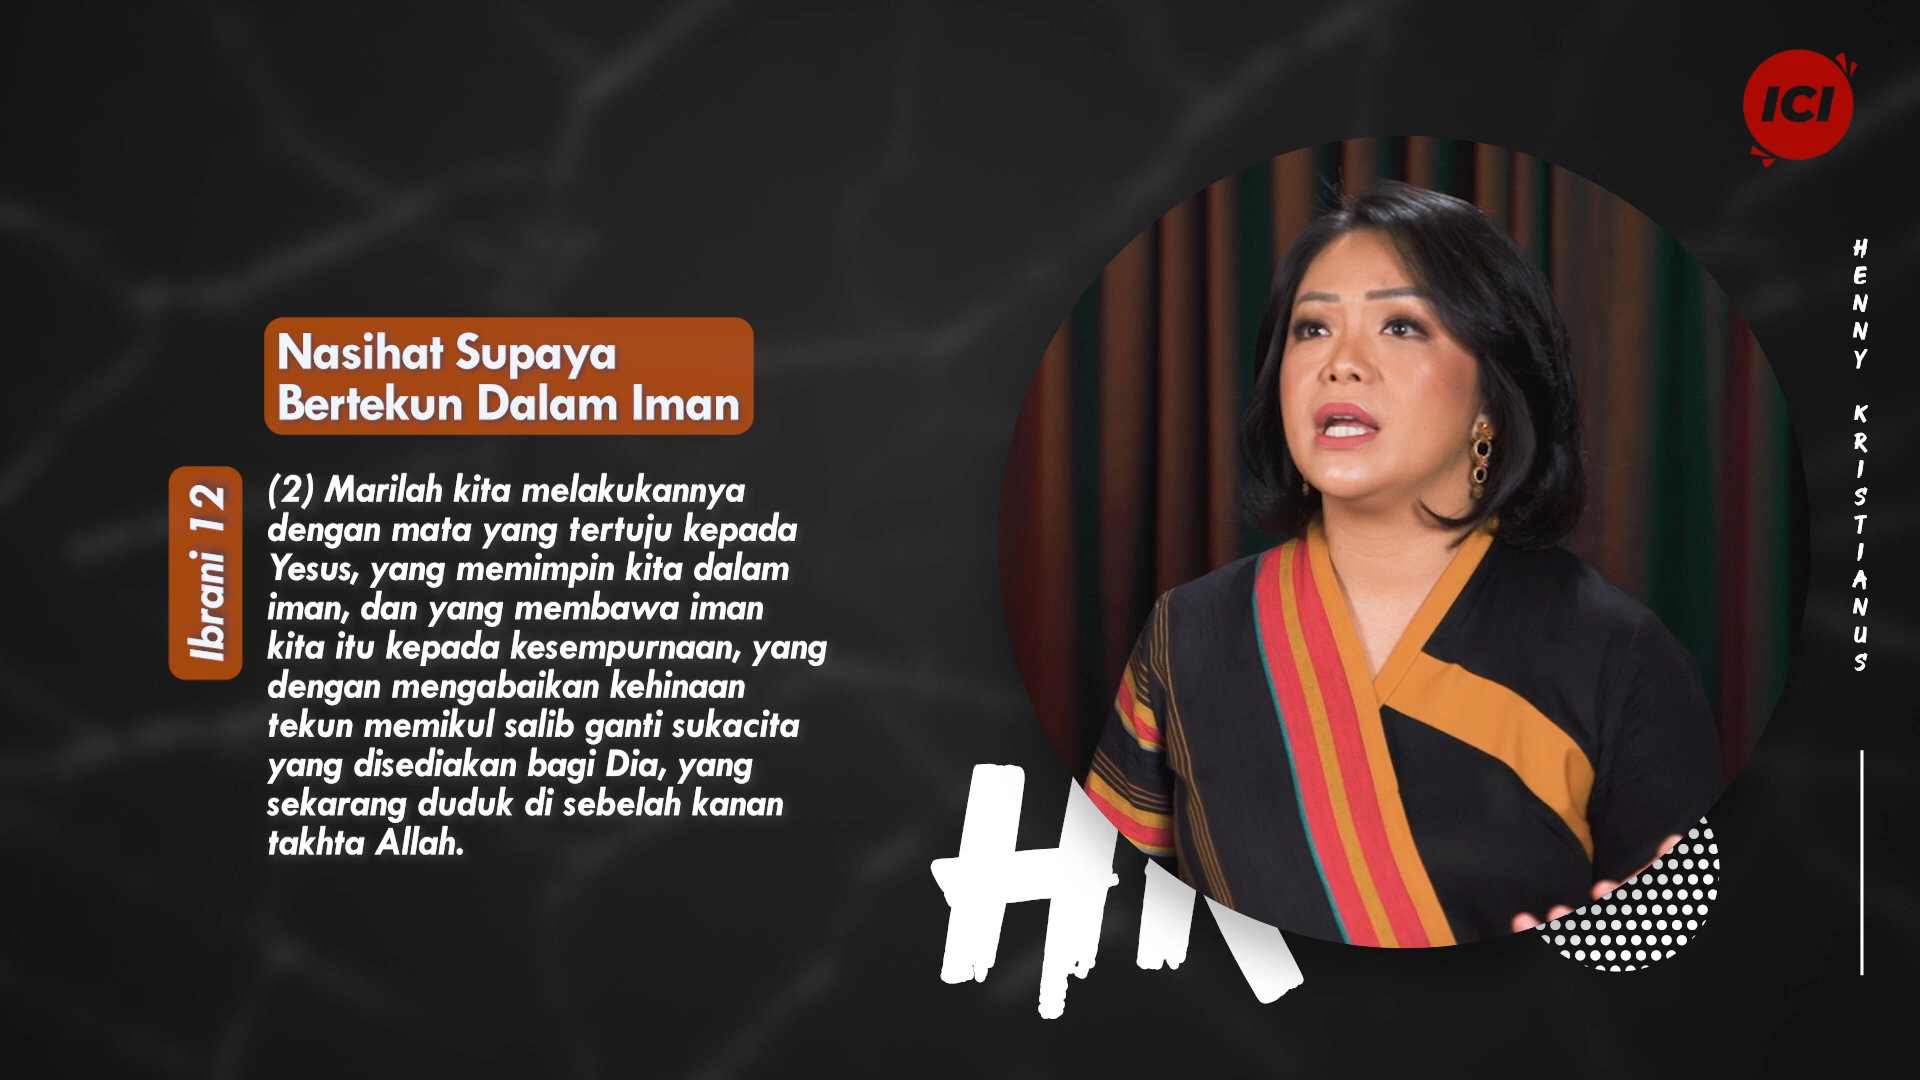 ICI
Nasihat Supaya
Bertekun Dalam Iman
Ibrani 12
(2) Marilah kita melakukannya
dengan mata yang tertuju kepada
Yesus, yang memimpin kita dalam
iman, dan yang membawa iman
kita itu kepada kesempurnaan, yang
dengan mengabaikan kehinaan
tekun memikul salib ganti sukacita
yang disediakan bagi Dia, yang
sekarang duduk di sebelah kanan
takhta Allah.
HK
HENNY KRISTIANUS